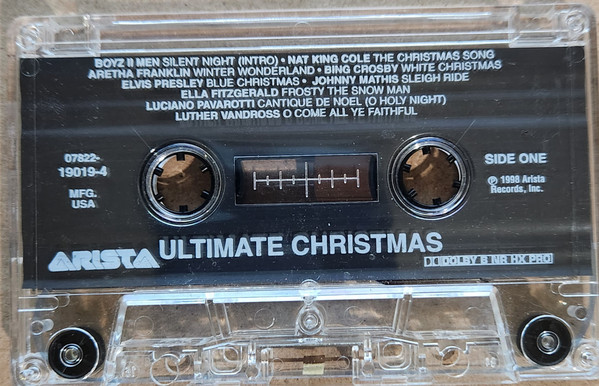 BOYZ II MEN SILENT NIGHT (INTRO) • NAT KING COLE THE CHRISTMAS SONG
ARETHA FRANKLIN WINTER WONDERLAND • BING CROSBY WHITE CHRISTMAS
ELVIS PRESLEY BLUE CHRISTMAS • JOHNNY MATHIS SLEIGH RIDE
ELLA FITZGERALD FROSTY THE SNOW MAN
LUCIANO PAVAROTTI CANTIQUE DE NOEL (O HOLY NIGHT)
LUTHER VANDROSS O COME ALL YE FAITHFUL
07822-
19019-4
MFG.
USA
SIDE ONE
℗ 1998 Arista
Records, Inc.
ARISTA
ULTIMATE CHRISTMAS
DOLBY B NR HX PRO